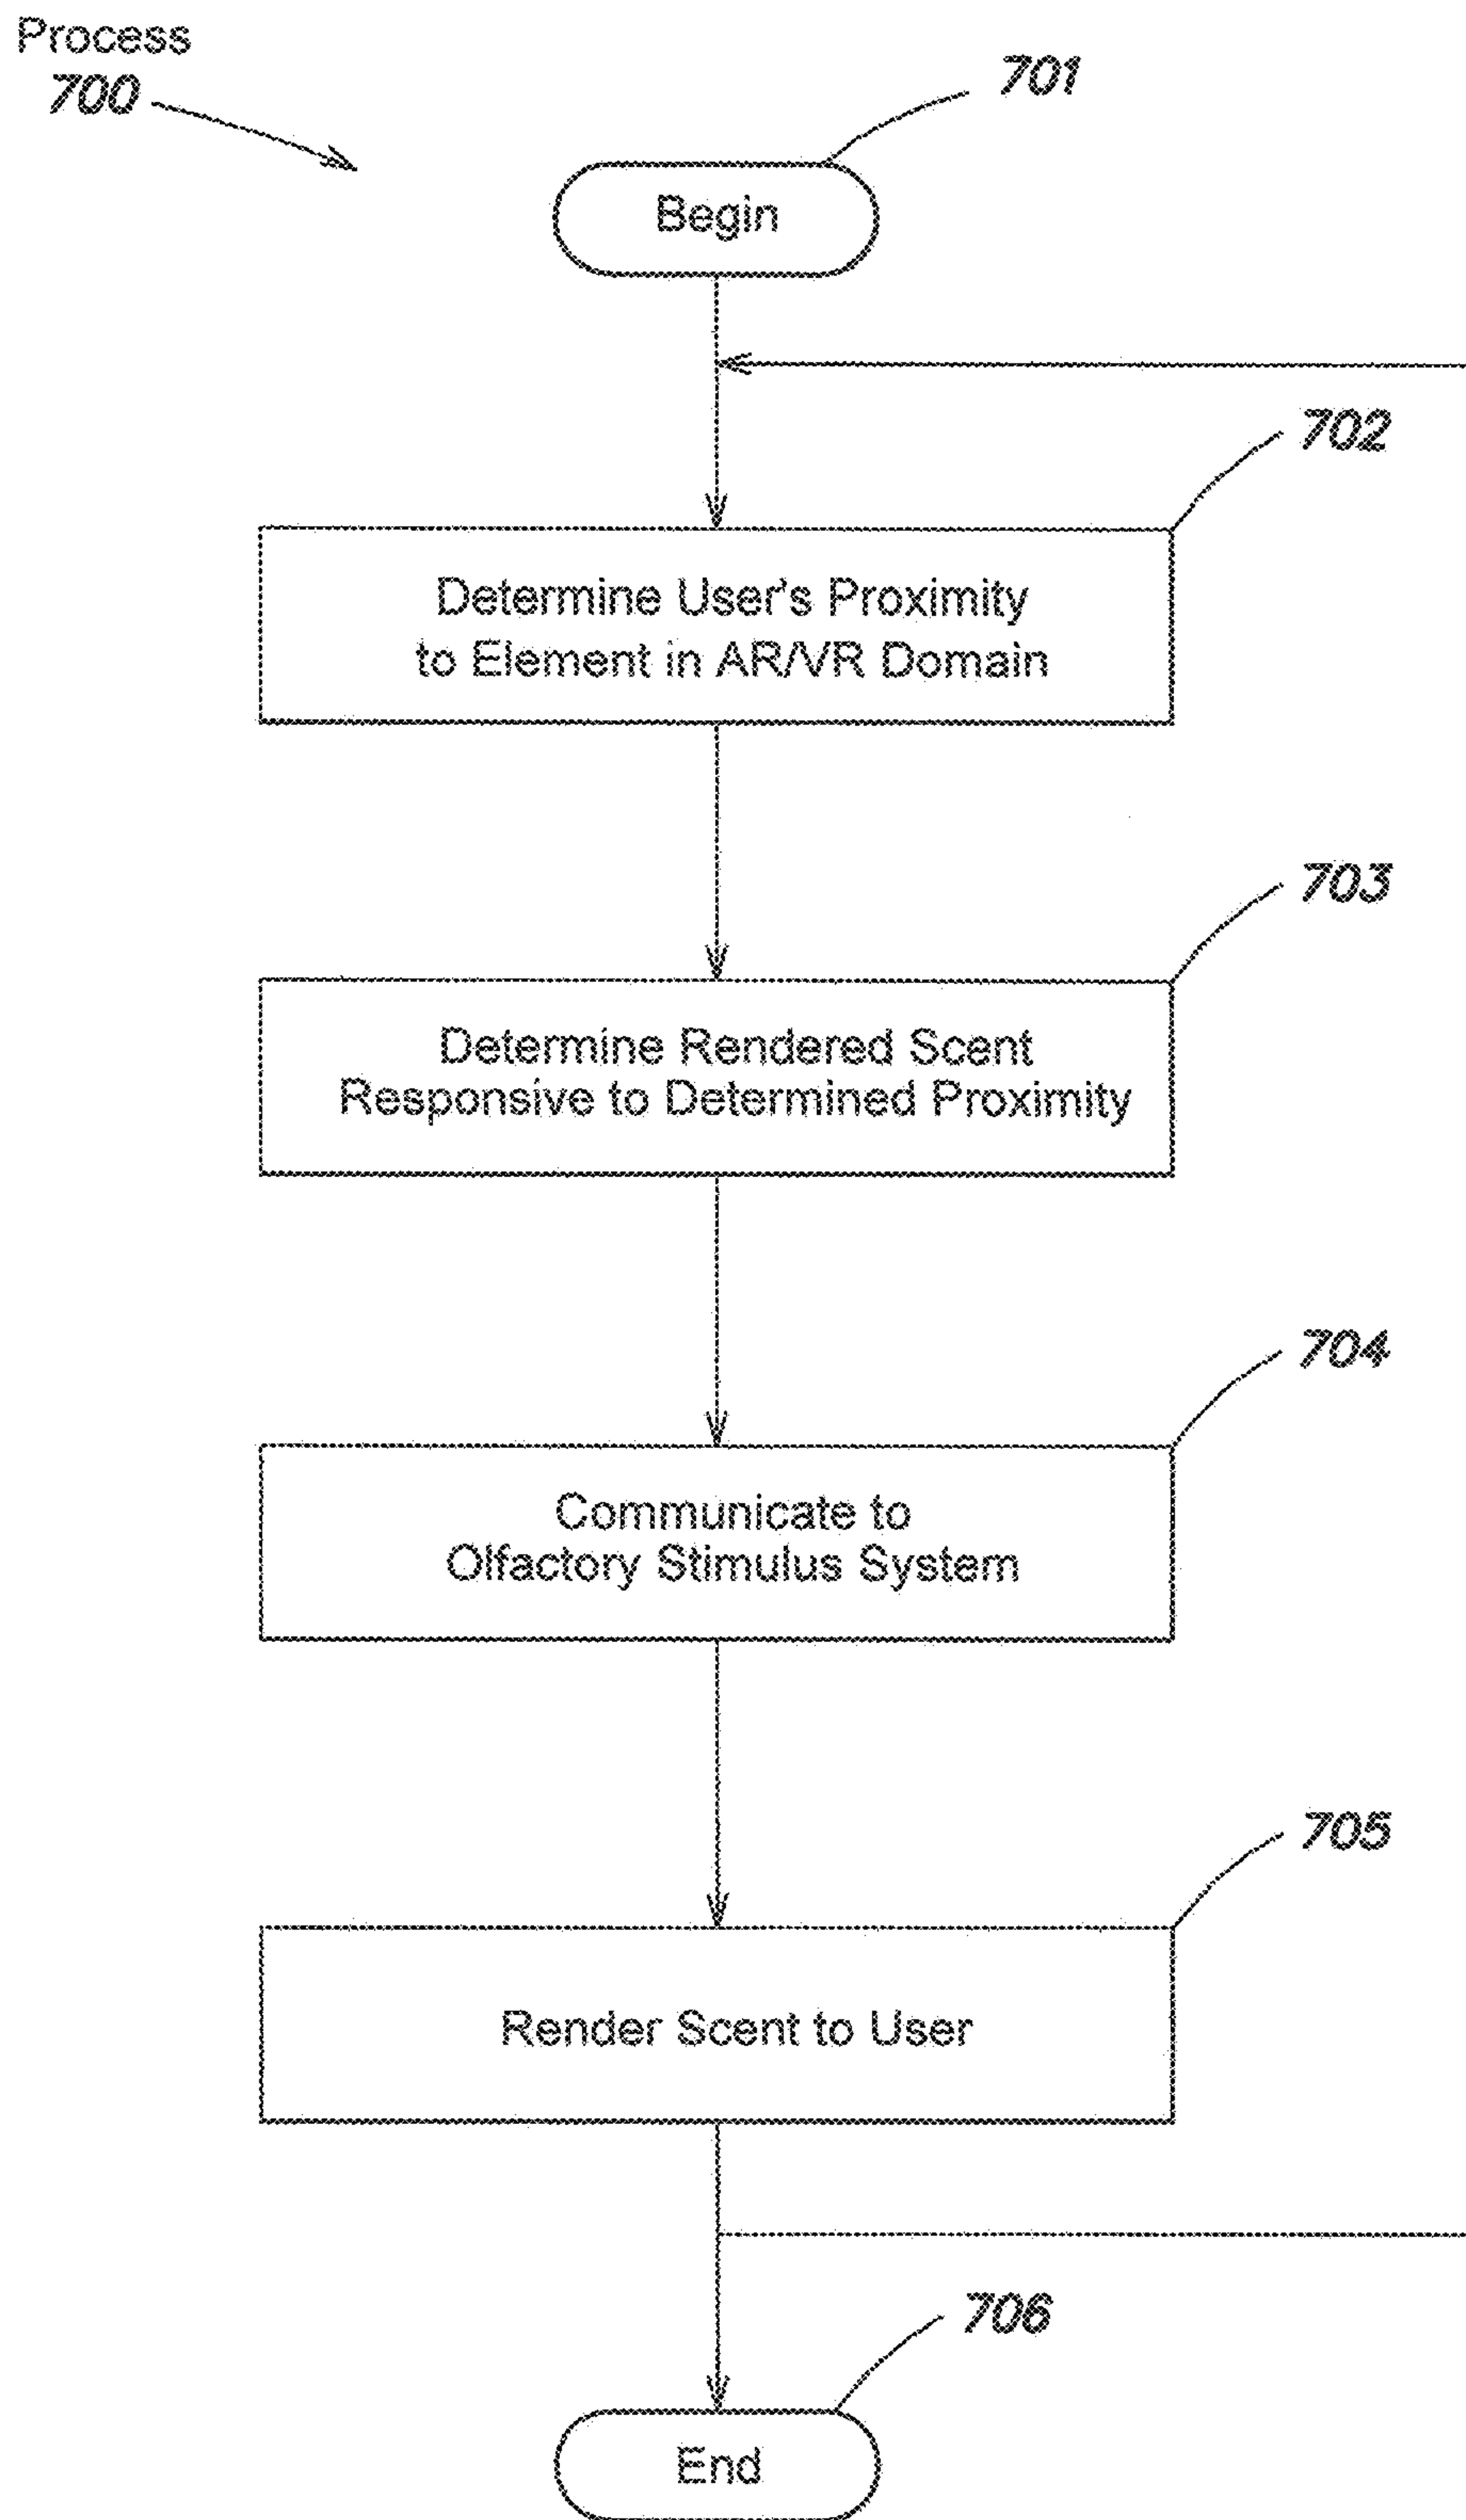 Process
700
701
Begin
702
Determine User's Proximity
to Element in AR/VR Domain
703
Determine Rendered Scent
Responsive to Determined Proximity
704
Communicate to
Olfactory Stimulus System
705
Render Scent to User
706
End